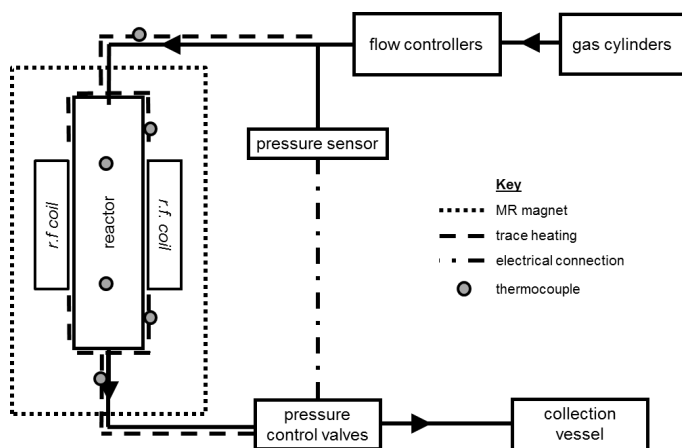 flow controllers
gas cylinders
pressure sensor
r.f coil
reactor
r.f. coil
Key
MR magnet
trace heating
electrical connection
thermocouple
pressure
control valves
collection
vessel